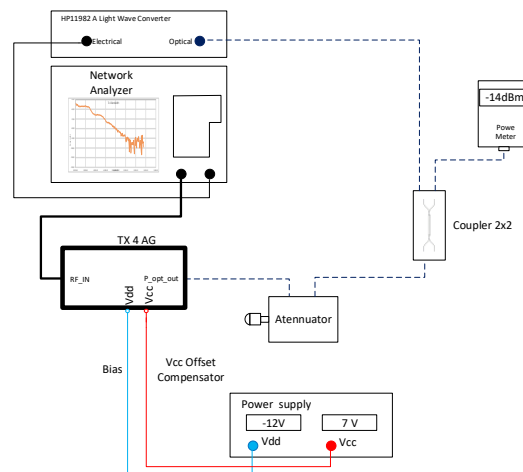 HP11982 A Light Wave Converter
Electrical
Optical
Network
Analyzer
-14dBm
Powe
Meter
Coupler 2x2
TX 4 AG
RF_IN
P_opt_out
Vdd
Vcc
Atennuator
Bias
Vcc Offset
Compensator
Power supply
-12V
7 V
Vdd
Vcc